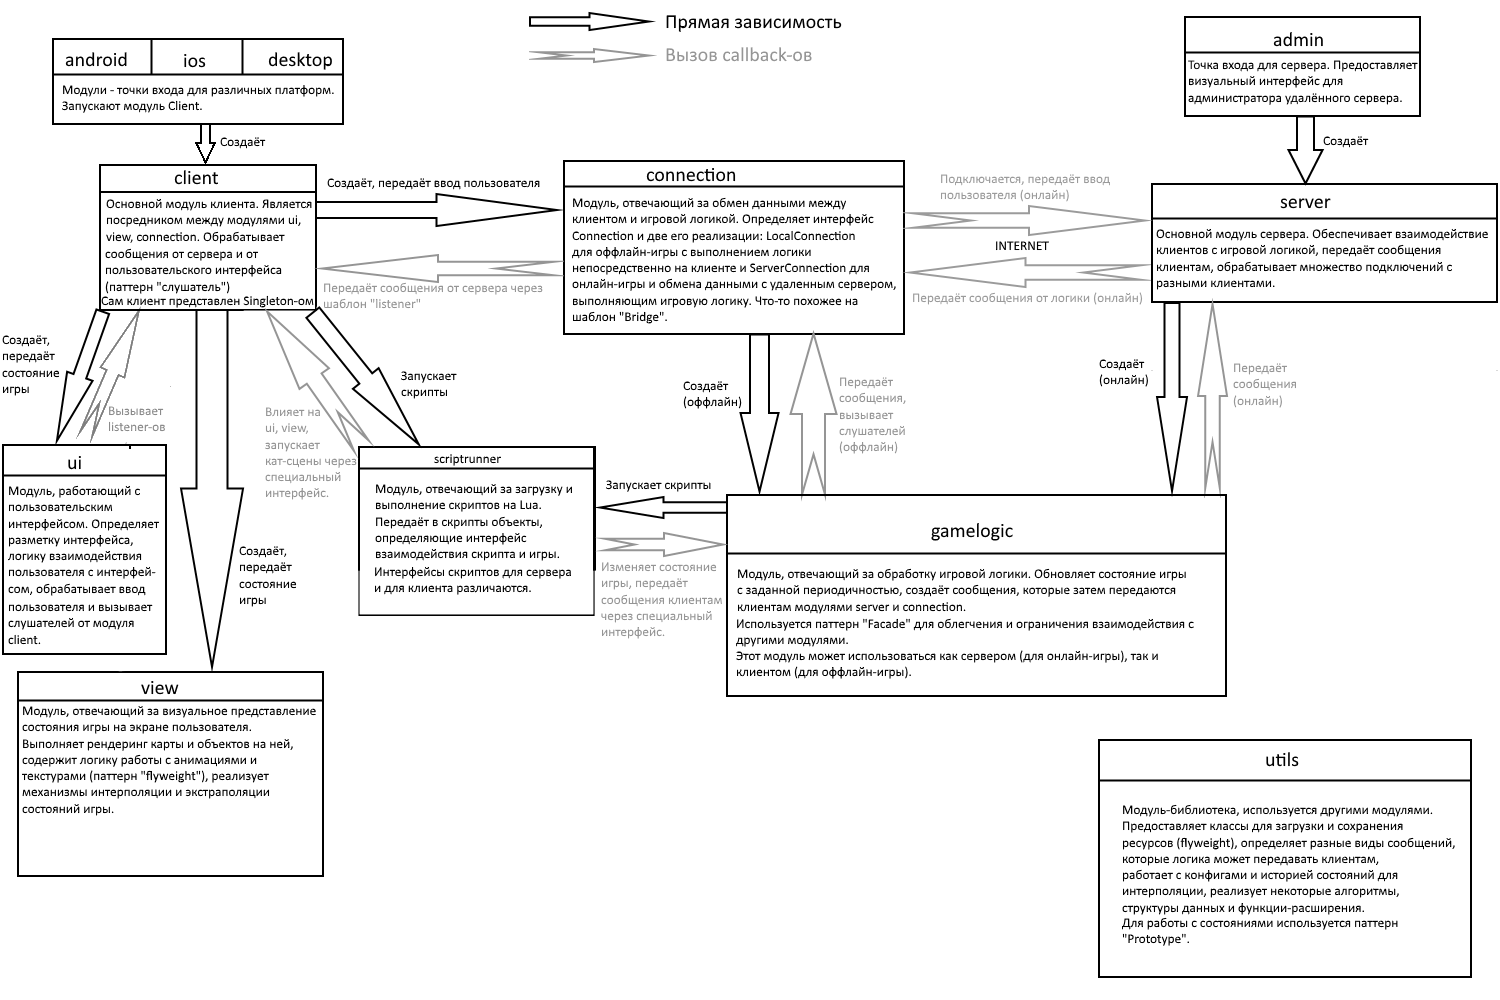 Прямая зависимость
Вызов callback-ов
android
ios
desktop
Модули - точки входа для различных платформ.
Запускают модуль Client.
Создаёт
admin
Точка входа для сервера. Предоставляет
визуальный интерфейс для
администратора удалённого сервера.
Создаёт
client
Основной модуль клиента. Является
посредником между модулями ui,
view, connection. Обрабатывает
сообщения от сервера и от
пользовательского интерфейса
(паттерн "слушатель")
Сам клиент представлен Singleton-ом
Создаёт, передаёт ввод пользователя
Передаёт сообщения от сервера через
шаблон "listener"
connection
Модуль, отвечающий за обмен данными между
клиентом и игровой логикой. Определяет интерфейс
Connection и две его реализации: LocalConnection
для оффлайн-игры с выполнением логики
непосредственно на клиенте и ServerConnection для
онлайн-игры и обмена данными с удаленным сервером,
выполняющим игровую логику. Что-то похожее на
шаблон "Bridge".
Подключается, передаёт ввод
пользователя (онлайн)
INTERNET
Передаёт сообщения от логики (онлайн)
server
Основной модуль сервера. Обеспечивает взаимодействие
клиентов с игровой логикой, передаёт сообщения
клиентам, обрабатывает множество подключений с
разными клиентами.
Создаёт,
передаёт
состояние
игры
Вызывает
listener-ов
Влияет на
ui, view,
запускает
кат-сцены через
специальный
интерфейс.
Запускает
скрипты
Создаёт
(оффлайн)
Передаёт
сообщения,
вызывает
слушателей
(оффлайн)
Создаёт
(онлайн)
Передаёт
сообщения
(онлайн)
ui
Модуль, работающий с
пользовательским
интерфейсом. Определяет
разметку интерфейса,
логику взаимодействия
пользователя с интерфей-
сом, обрабатывает ввод
пользователя и вызывает
слушателей от модуля
client.
Создаёт,
передаёт
состояние
игры
scriptrunner
Модуль, отвечающий за загрузку и
выполнение скриптов на Lua.
Передаёт в скрипты объекты,
определяющие интерфейс
взаимодействия скрипта и игры.
Интерфейсы скриптов для сервера
и для клиента различаются.
Запускает скрипты
Изменяет состояние
игры, передаёт
сообщения клиентам
через специальный
интерфейс.
gamelogic
Модуль, отвечающий за обработку игровой логики. Обновляет состояние игры
с заданной периодичностью, создаёт сообщения, которые затем передаются
клиентам модулями server и connection.
Используется паттерн "Facade" для облегчения и ограничения взаимодействия с
другими модулями.
Этот модуль может использоваться как сервером (для онлайн-игры), так и
клиентом (для оффлайн-игры).
view
Модуль, отвечающий за визуальное представление
состояния игры на экране пользователя.
Выполняет рендеринг карты и объектов на ней,
содержит логику работы с анимациями и
текстурами (паттерн "flyweight"), реализует
механизмы интерполяции и экстраполяции
состояний игры.
utils
Модуль-библиотека, используется другими модулями.
Предоставляет классы для загрузки и сохранения
ресурсов (flyweight), определяет разные виды сообщений,
которые логика может передавать клиентам,
работает с конфигами и историей состояний для
интерполяции, реализует некоторые алгоритмы,
структуры данных и функции-расширения.
Для работы с состояниями используется паттерн
"Prototype".